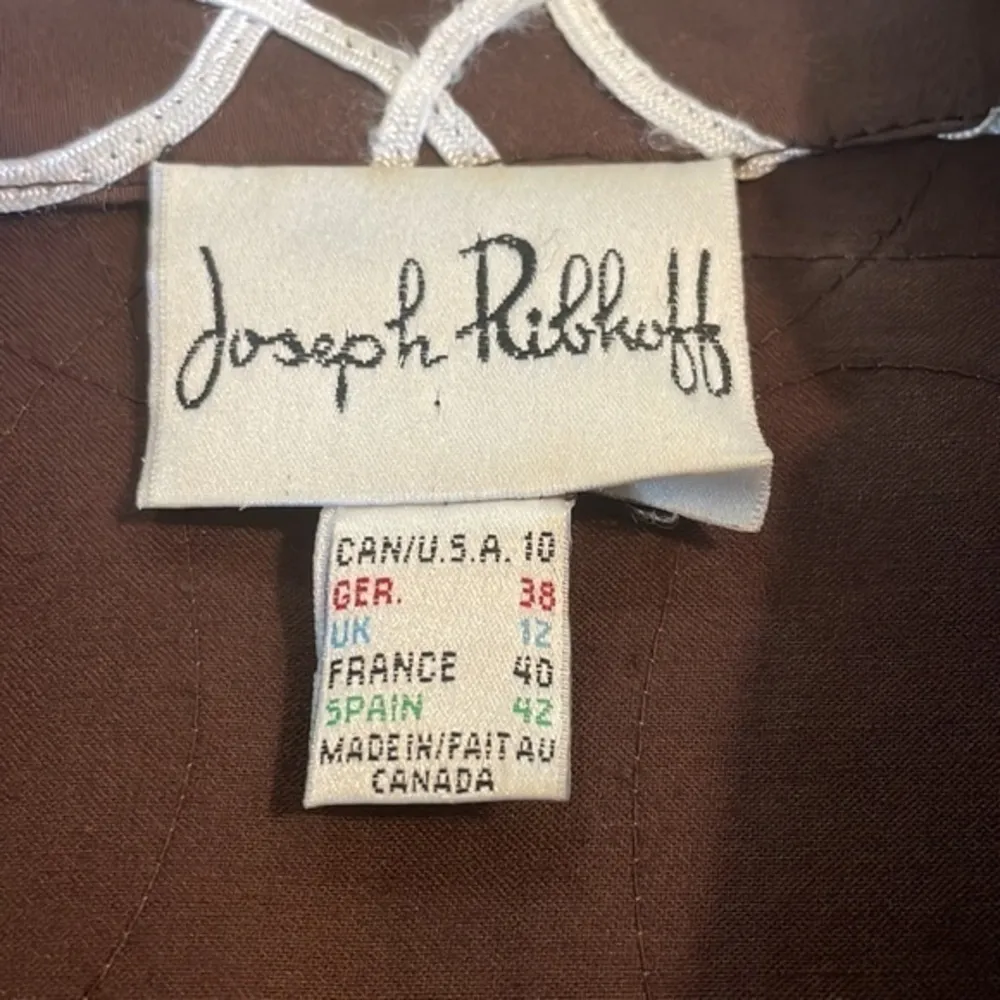 Joseph Ribkoff
CAN/U.S.A. 10
GER. 38
UK 12
FRANCE 40
SPAIN 42
MADE IN/FAIT AU
CANADA